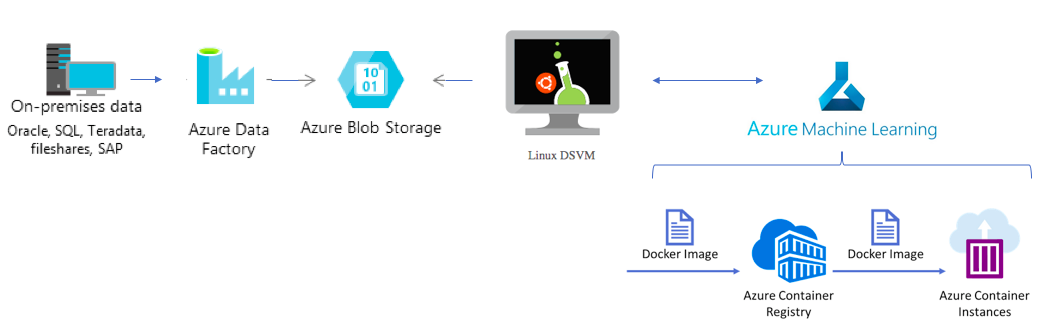 On-premises data
Oracle, SQL, Teradata,
fileshares, SAP
Azure Data
Factory
10
01
Azure Blob Storage
Linux DSVM
Azure Machine Learning
Docker Image
Azure Container
Registry
Docker Image
Azure Container
Instances